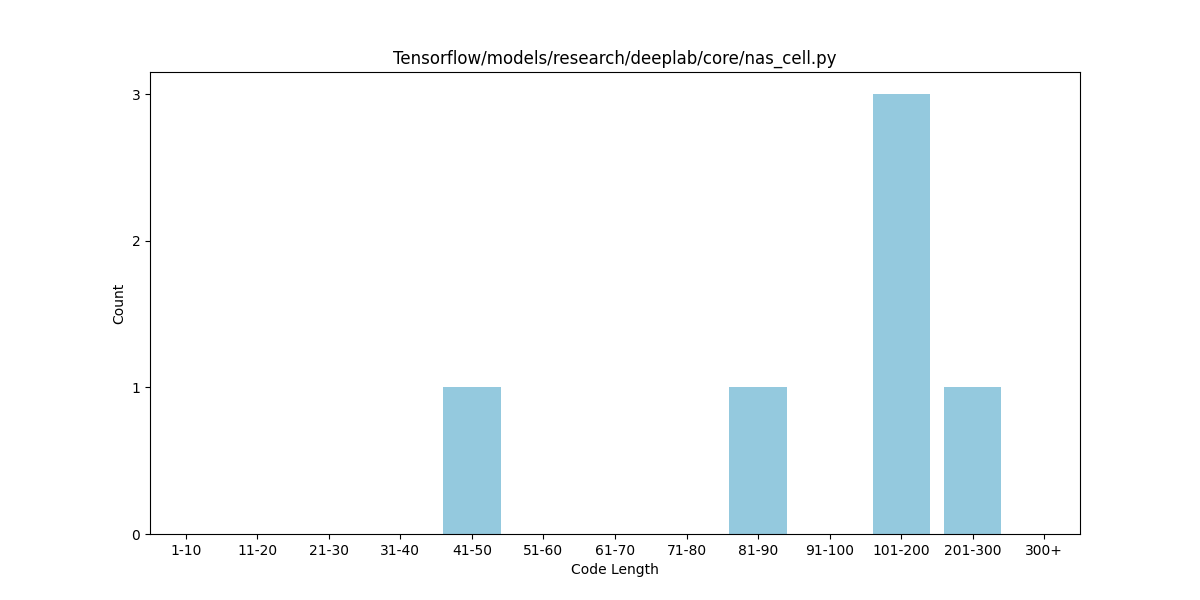 Tensorflow/models/research/deeplab/core/nas_cell.py
Count
3
2
1
0
1-10 11-20 21-30 31-40 41-50 51-60 61-70 71-80 81-90 91-100 101-200 201-300 300+
Code Length